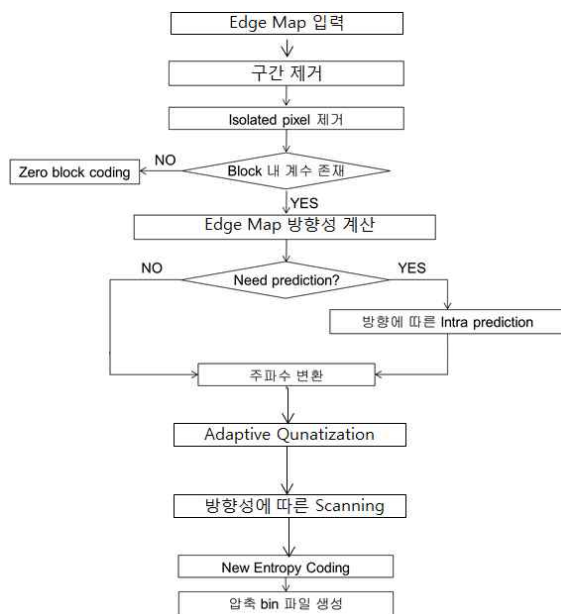 Edge Map 입력
구간 제거
Isolated pixel 제거
NO
Zero block coding
Block 내 계수 존재
YES
Edge Map 방향성 계산
NO
Need prediction?
YES
방향에 따른 Intra prediction
주파수 변환
Adaptive Qunatization
방향성에 따른 Scanning
New Entropy Coding
압축 bin 파일 생성